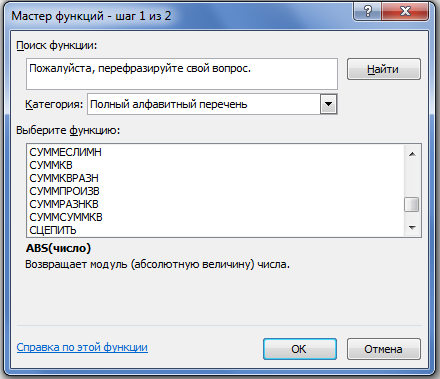 Мастер функций - шаг 1 из 2
?
Поиск функции:
Пожалуйста, перефразируйте свой вопрос.
Найти
Категория: Полный алфавитный перечень
Выберите функцию:
СУММЕСЛИМН
СУММКВ
СУММКВРАЗН
СУММПРОИЗВ
СУММРАЗНКВ
СУММСУММКВ
СЦЕПИТЬ
ABS(число)
Возвращает модуль (абсолютную величину) числа.
Справка по этой функции
ОК
Отмена